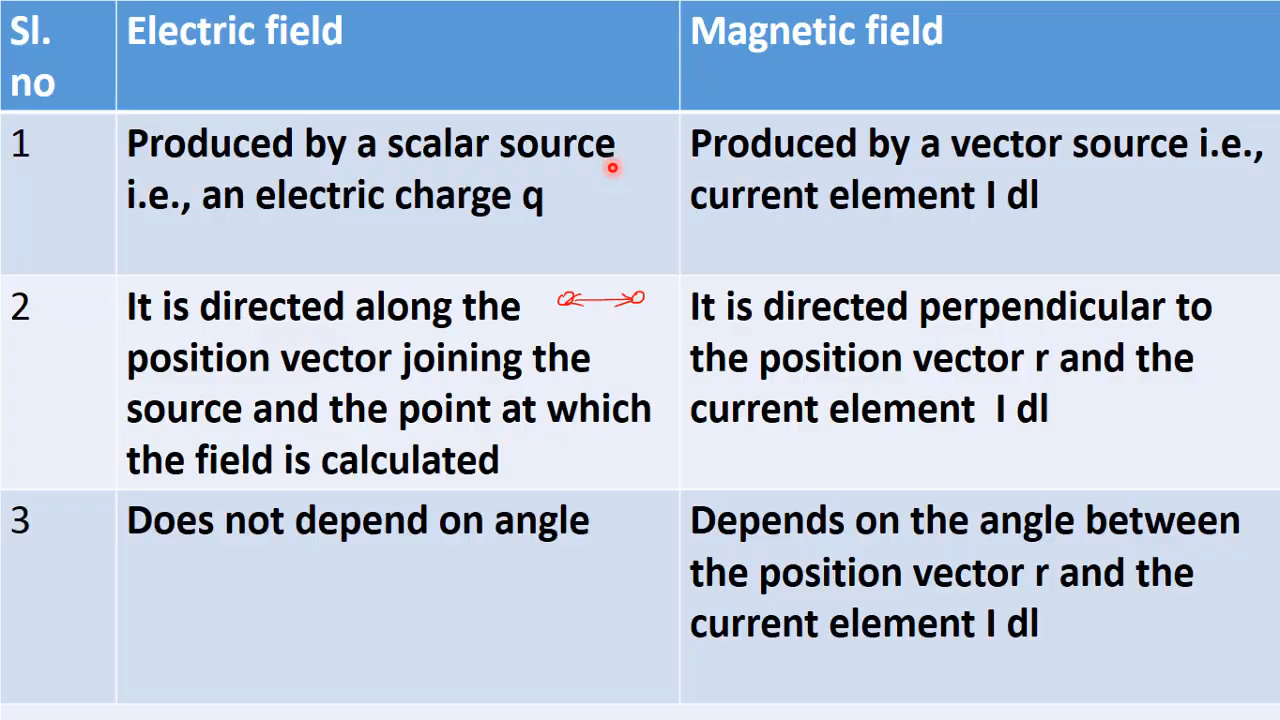 Sl. no Electric field Magnetic field
1 Produced by a scalar source i.e., an electric charge q
Produced by a vector source i.e., current element I dl
2 It is directed along the position vector joining the source and the point at which the field is calculated
It is directed perpendicular to the position vector r and the current element I dl
3 Does not depend on angle
Depends on the angle between the position vector r and the current element I dl